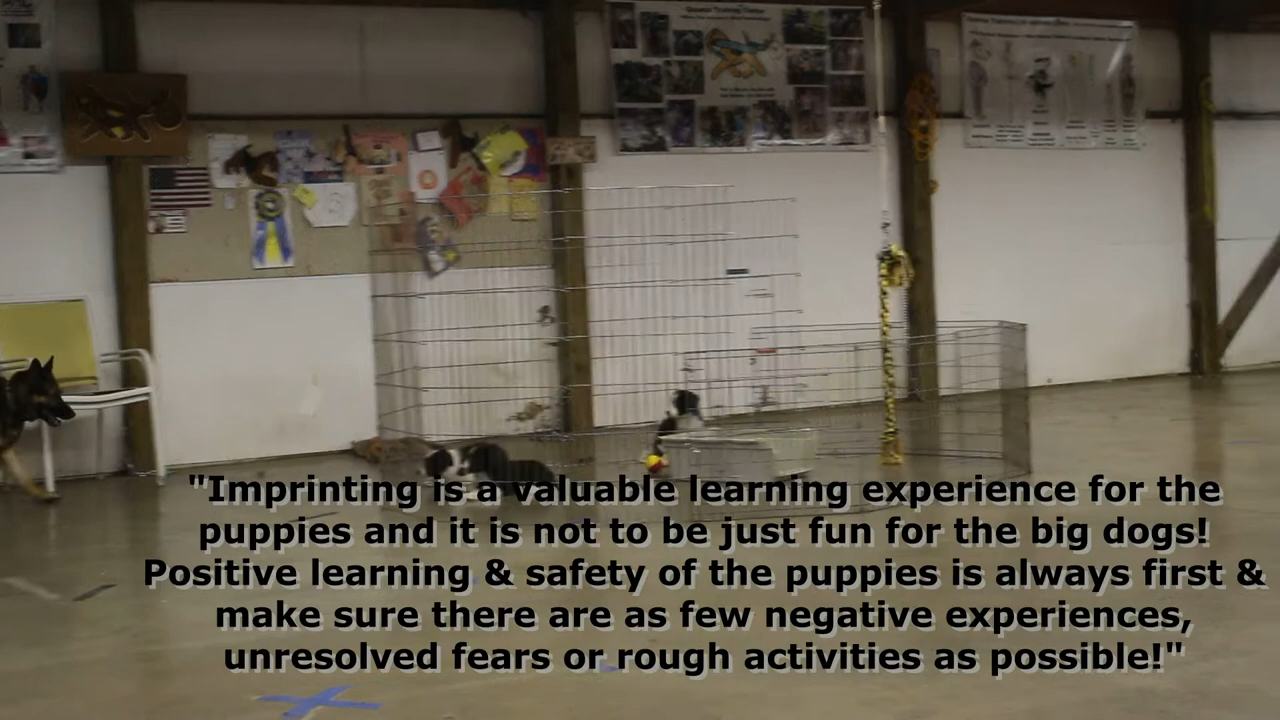 "Imprinting is a valuable learning experience for the
puppies and it is not to be just fun for the big dogs!
Positive learning & safety of the puppies is always first &
make sure there are as few negative experiences,
unresolved fears or rough activities as possible!"